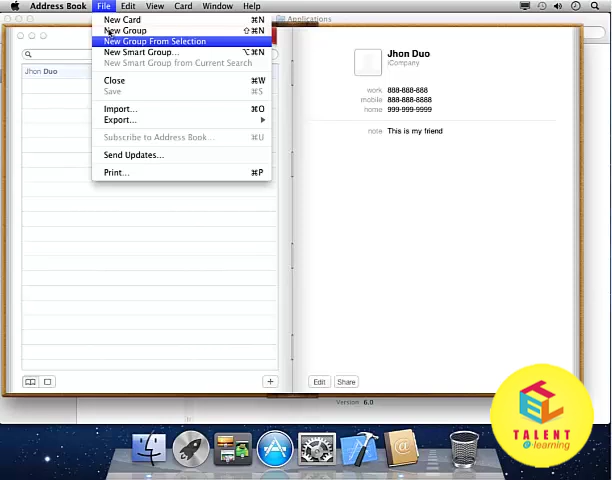 Address Book File Edit View Card Window Help
Applications
New Card ⌘N
New Group ⇧⌘N
New Group From Selection
New Smart Group... ⌥⌘N
New Smart Group from Current Search
Close ⌘W
Save ⌘S
Import... ⌘O
Export...
Subscribe to Address Book... ⌘U
Send Updates...
Print... ⌘P
Jhon Duo
Jhon Duo
iCompany
work 888-888-888
mobile 888-888-8888
home 999-999-9999
note This is my friend
Edit Share
Version 6.0
TEL
TALENT
e-learning